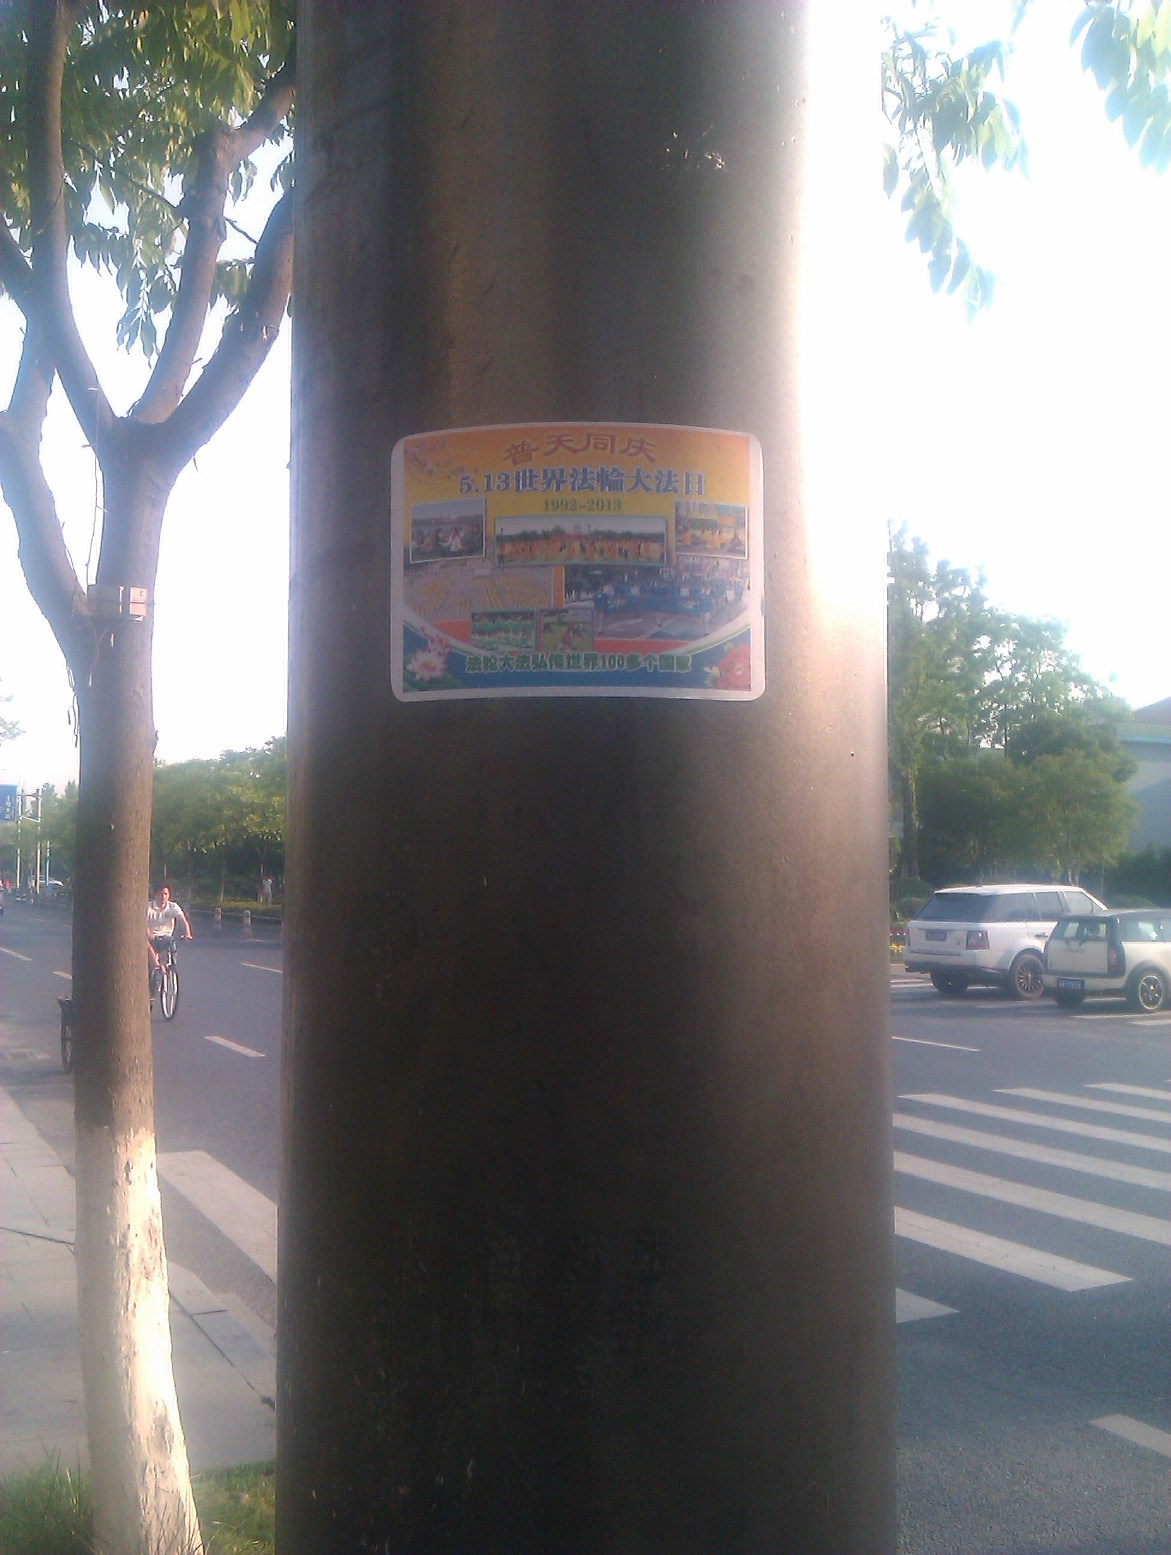 普天同庆
5.13世界法輪大法日
1992-2013
法轮大法弘传世界100多个国家